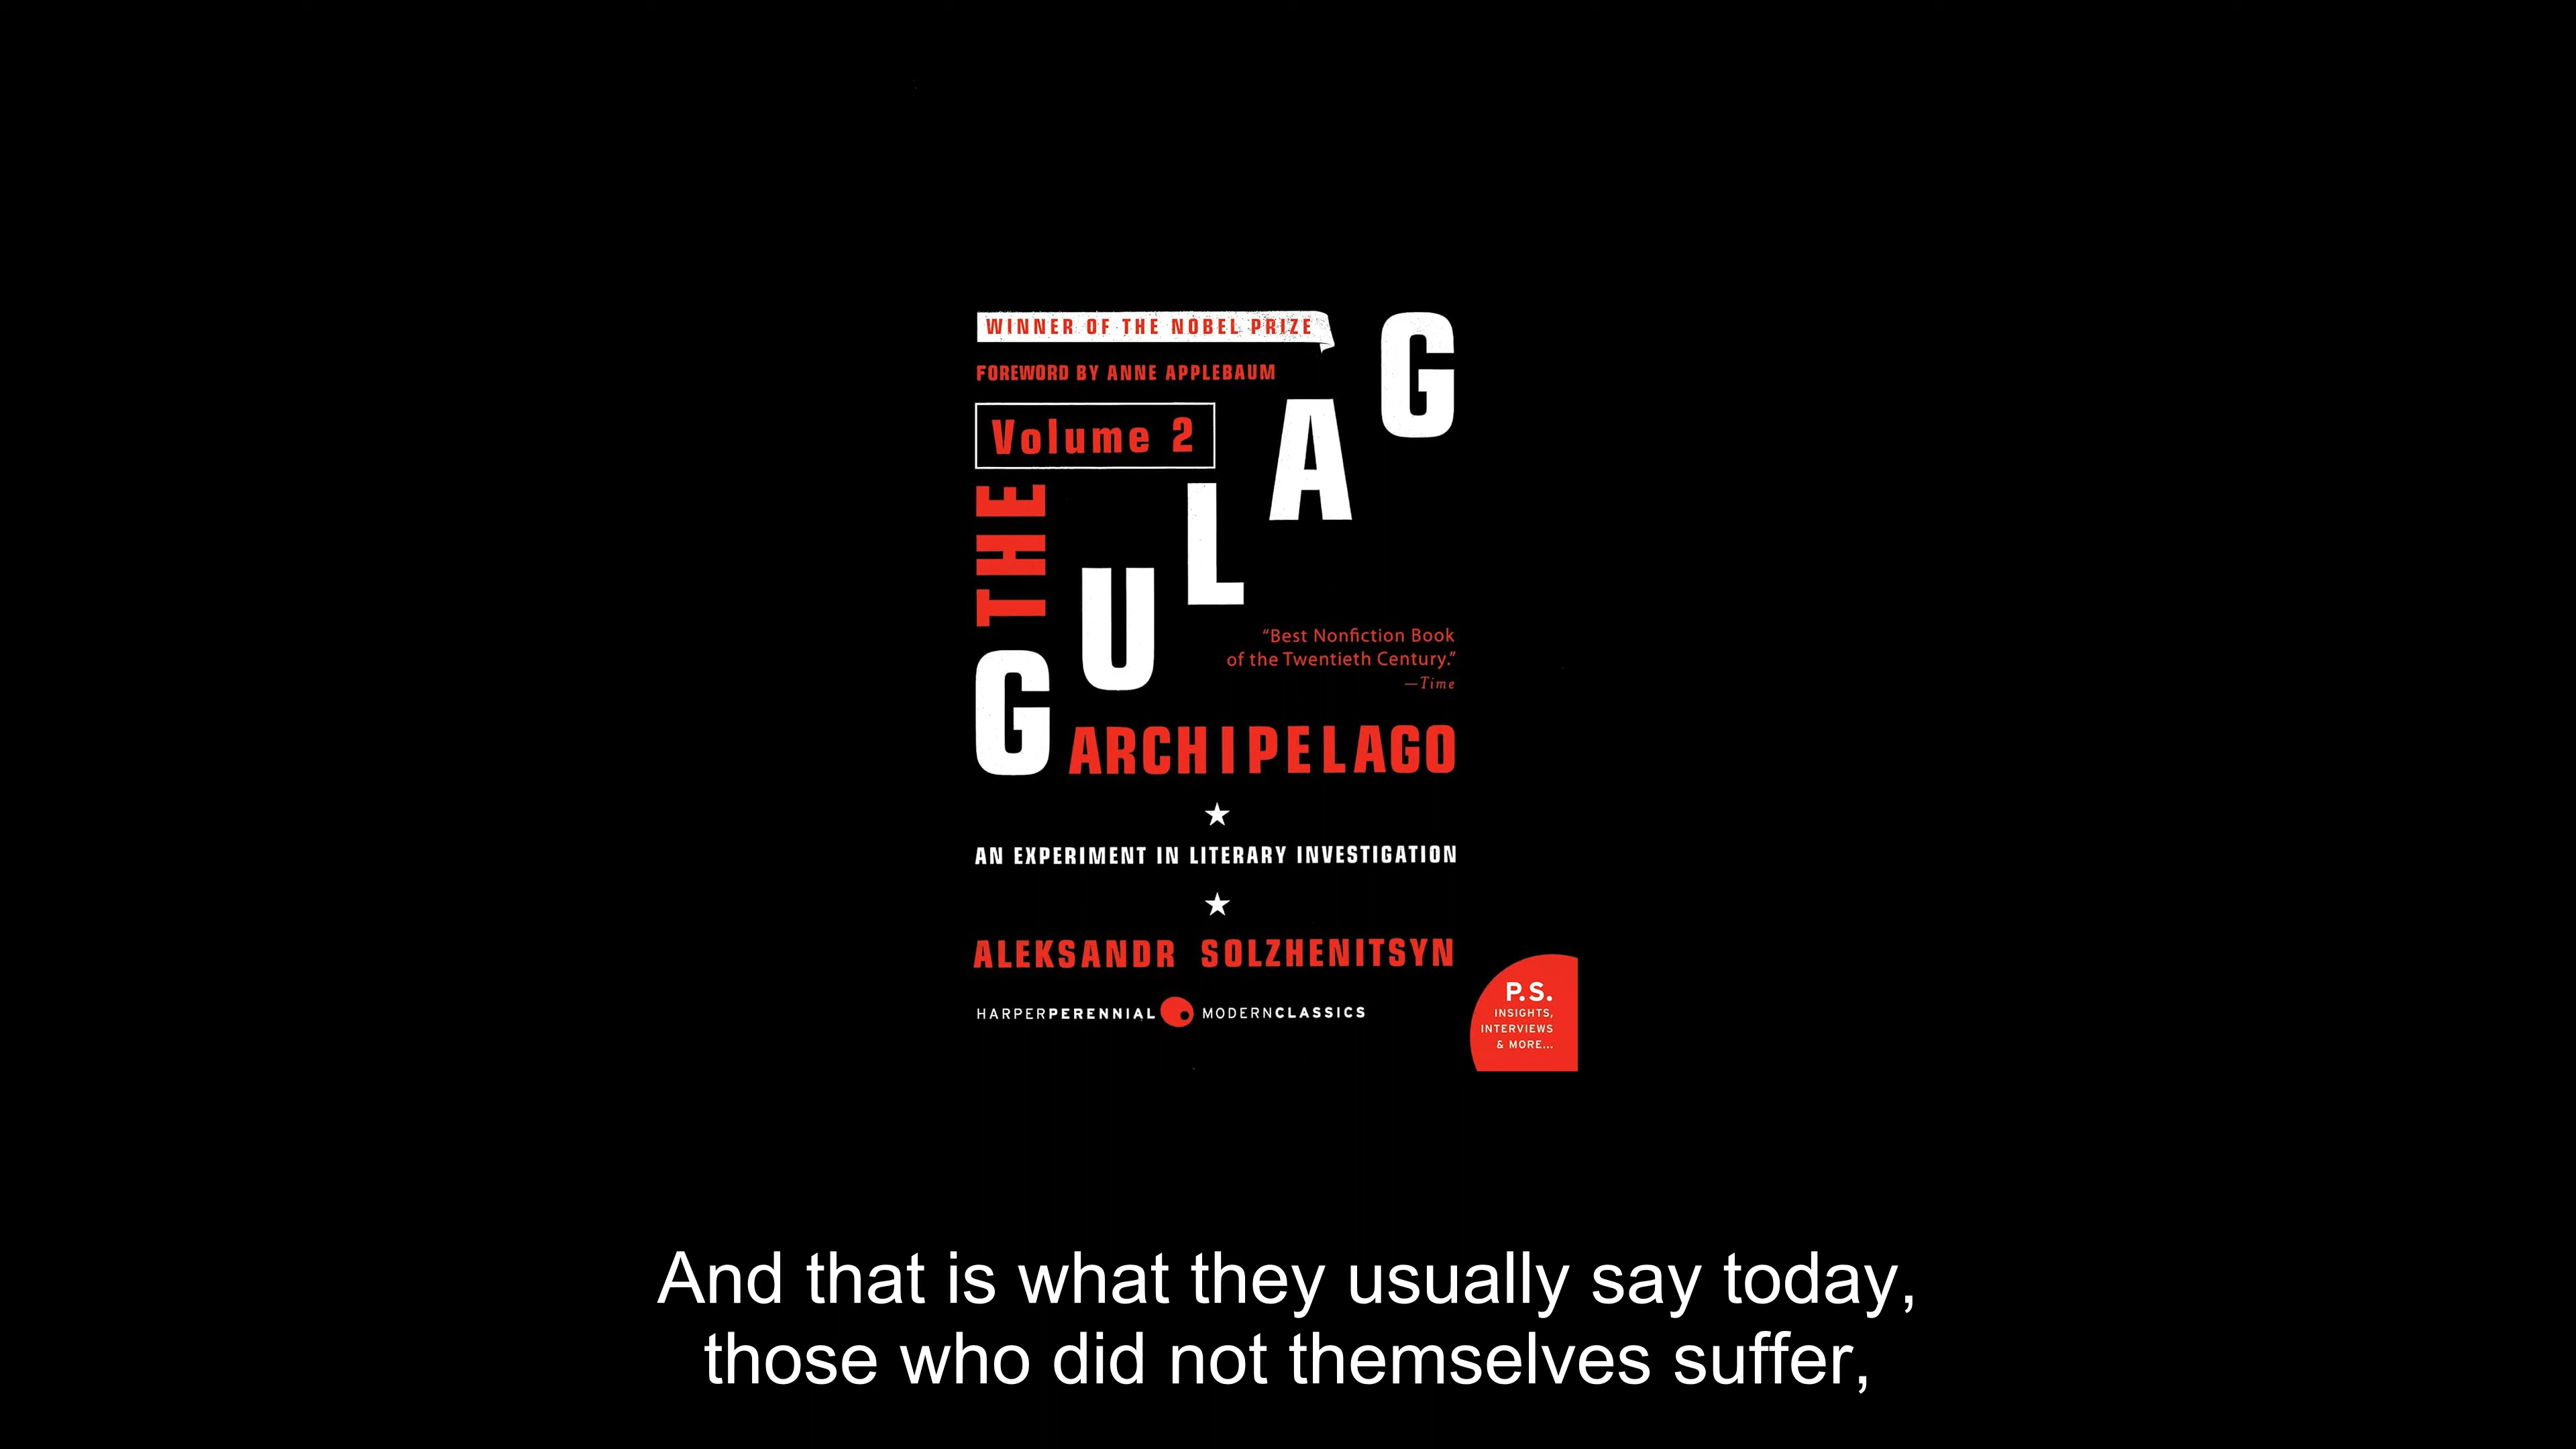 WINNER OF THE NOBEL PRIZE
FOREWORD BY ANNE APPLEBAUM
Volume 2
THE
GULAG
ARCHIPELAGO
“Best Nonfiction Book
of the Twentieth Century.”
—Time
AN EXPERIMENT IN LITERARY INVESTIGATION
ALEKSANDR SOLZHENITSYN
HARPERPERENNIAL MODERNCLASSICS
P.S.
INSIGHTS,
INTERVIEWS
& MORE...
And that is what they usually say today,
those who did not themselves suffer,